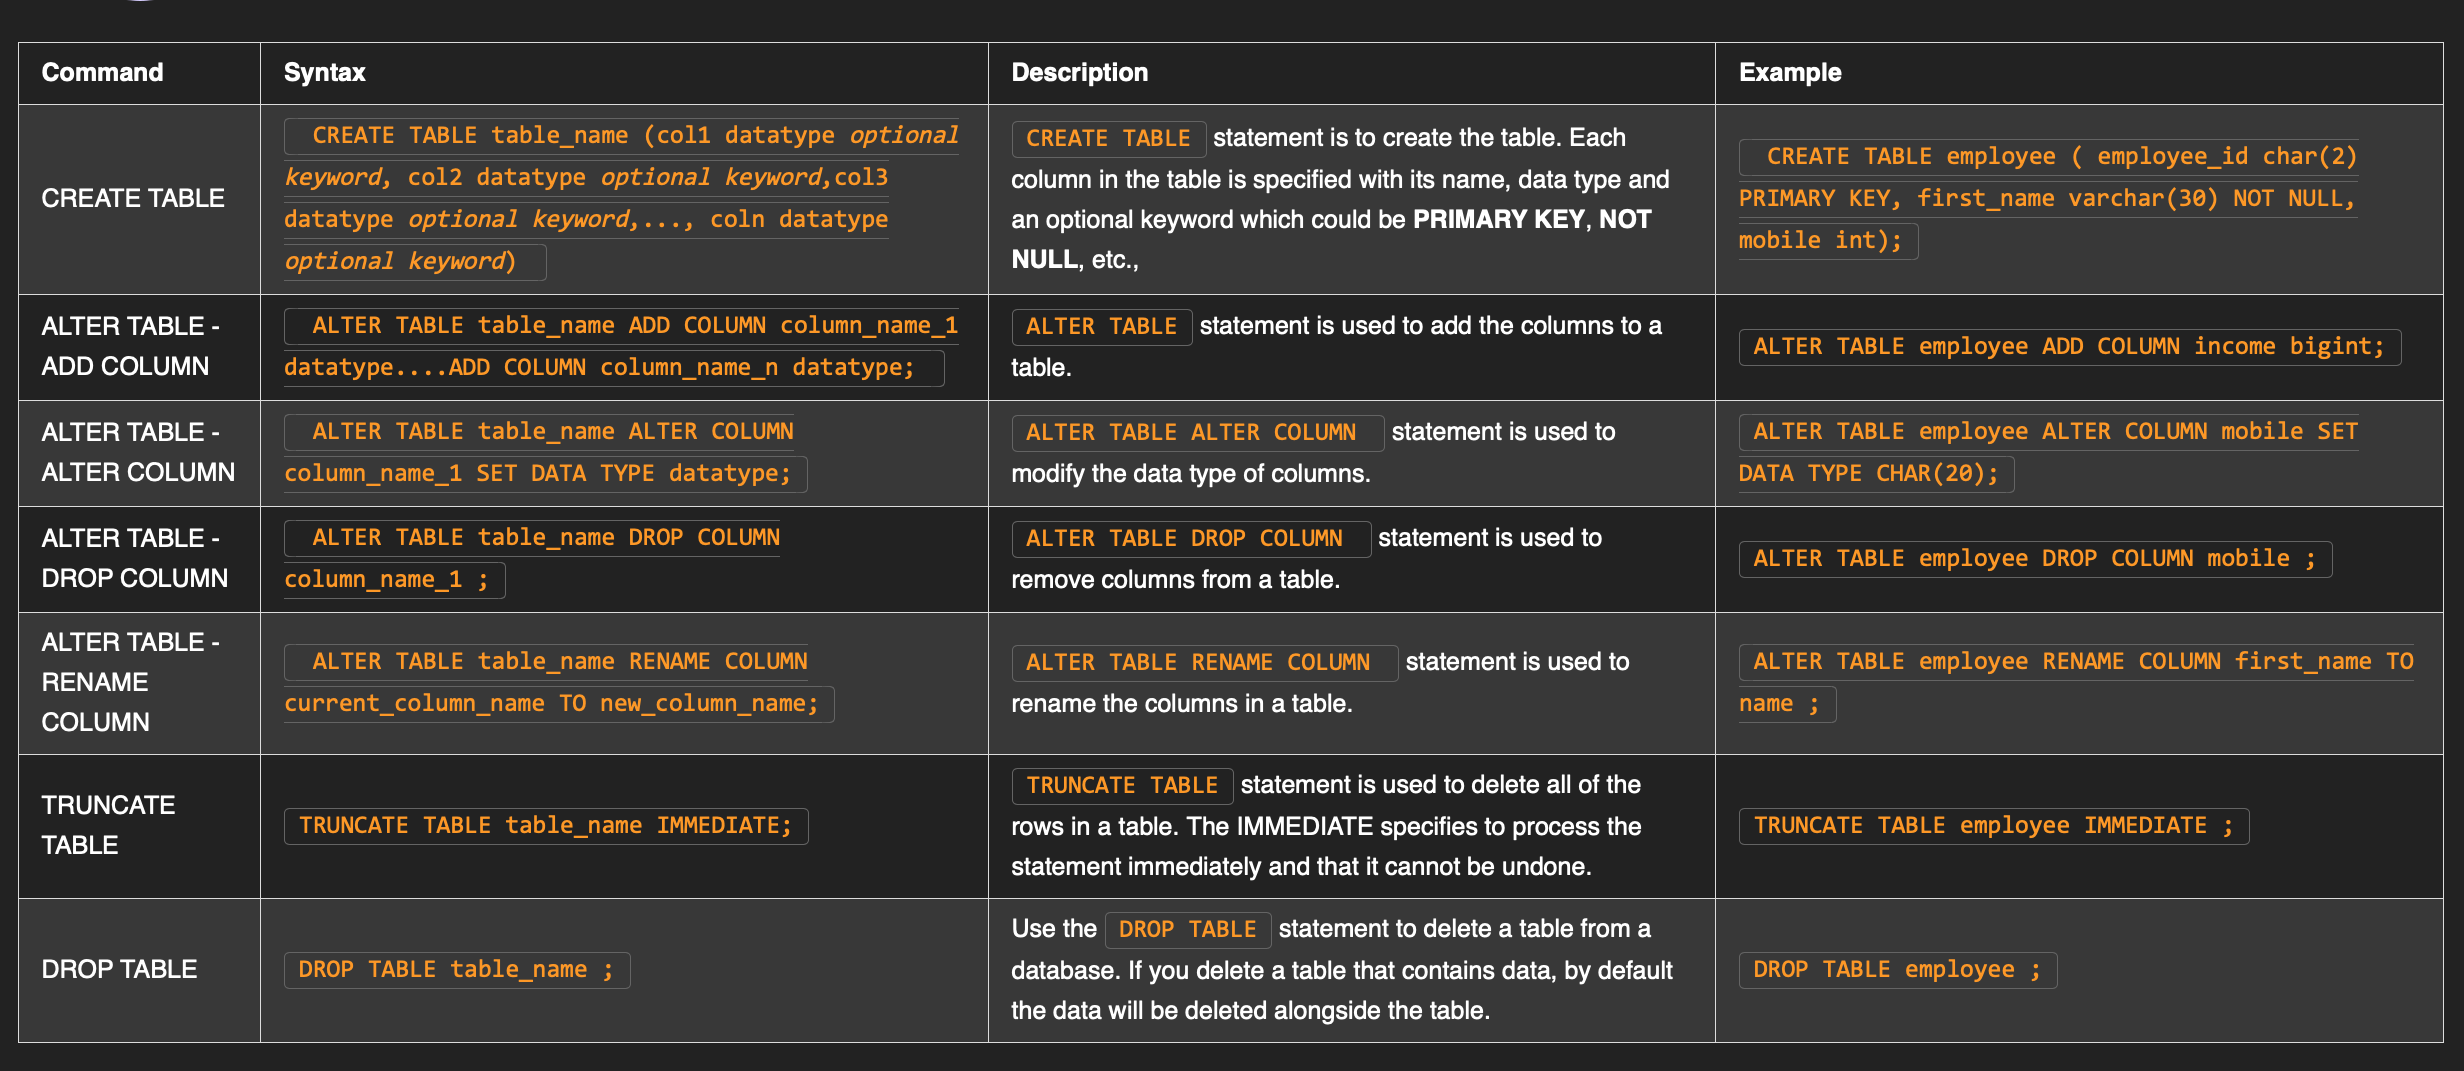 Command
Syntax
Description
Example
CREATE TABLE
CREATE TABLE table_name (col1 datatype optional
keyword, col2 datatype optional keyword,col3
datatype optional keyword,..., coln datatype
optional keyword)
CREATE TABLE statement is to create the table. Each
column in the table is specified with its name, data type and
an optional keyword which could be PRIMARY KEY, NOT
NULL, etc.,
CREATE TABLE employee ( employee_id char(2)
PRIMARY KEY, first_name varchar(30) NOT NULL,
mobile int);
ALTER TABLE -
ADD COLUMN
ALTER TABLE table_name ADD COLUMN column_name_1
datatype....ADD COLUMN column_name_n datatype;
ALTER TABLE statement is used to add the columns to a
table.
ALTER TABLE employee ADD COLUMN income bigint;
ALTER TABLE -
ALTER COLUMN
ALTER TABLE table_name ALTER COLUMN
column_name_1 SET DATA TYPE datatype;
ALTER TABLE ALTER COLUMN statement is used to
modify the data type of columns.
ALTER TABLE employee ALTER COLUMN mobile SET
DATA TYPE CHAR(20);
ALTER TABLE -
DROP COLUMN
ALTER TABLE table_name DROP COLUMN
column_name_1 ;
ALTER TABLE DROP COLUMN statement is used to
remove columns from a table.
ALTER TABLE employee DROP COLUMN mobile ;
ALTER TABLE -
RENAME
COLUMN
ALTER TABLE table_name RENAME COLUMN
current_column_name TO new_column_name;
ALTER TABLE RENAME COLUMN statement is used to
rename the columns in a table.
ALTER TABLE employee RENAME COLUMN first_name TO
name ;
TRUNCATE
TABLE
TRUNCATE TABLE table_name IMMEDIATE;
TRUNCATE TABLE statement is used to delete all of the
rows in a table. The IMMEDIATE specifies to process the
statement immediately and that it cannot be undone.
TRUNCATE TABLE employee IMMEDIATE ;
DROP TABLE
DROP TABLE table_name ;
Use the DROP TABLE statement to delete a table from a
database. If you delete a table that contains data, by default
the data will be deleted alongside the table.
DROP TABLE employee ;